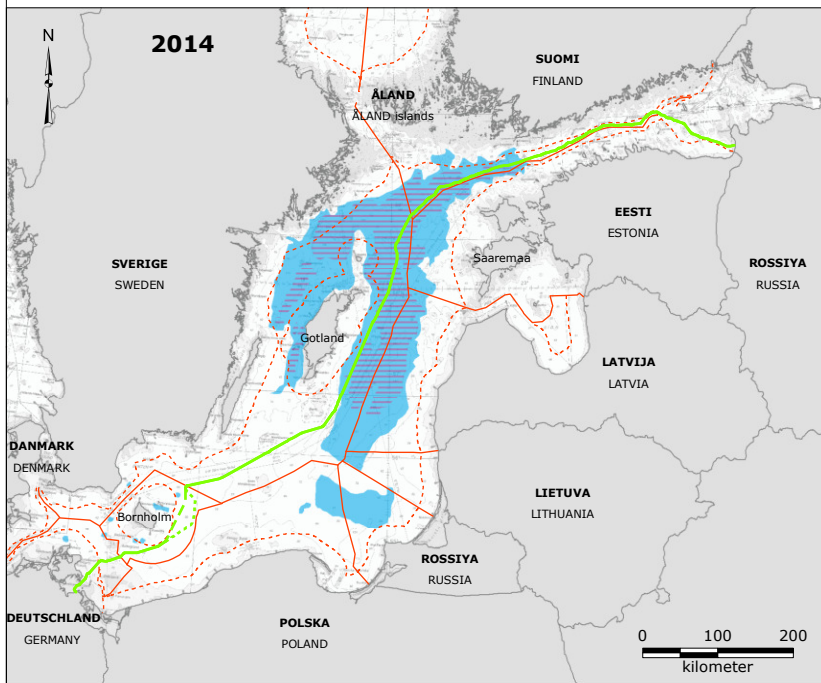 2014
N
SUOMI
FINLAND
ÅLAND
ÅLAND islands
EESTI
ESTONIA
SVERIGE
SWEDEN
Saaremaa
ROSSIYA
RUSSIA
Gotland
LATVIJA
LATVIA
DANMARK
DENMARK
LIETUVA
LITHUANIA
Bornholm
ROSSIYA
RUSSIA
DEUTSCHLAND
GERMANY
POLSKA
POLAND
0 100 200
kilometer